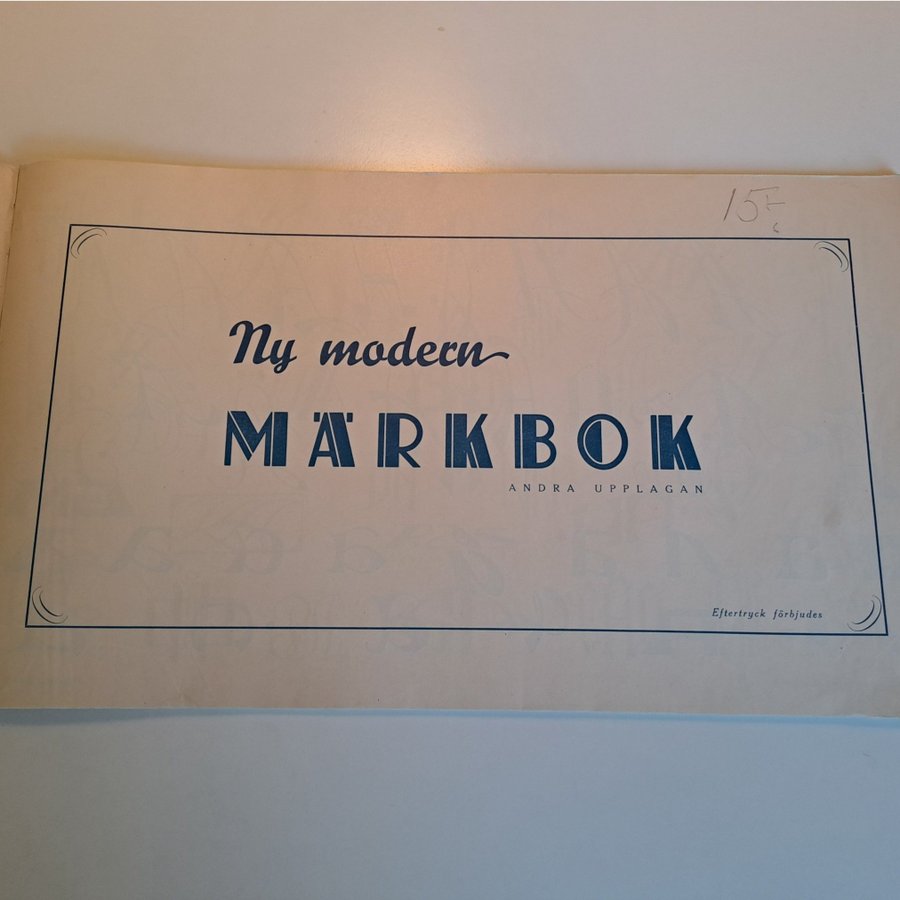 15:-
Ny modern
MÄRKBOK
ANDRA UPPLAGAN
Eftertryck förbjudes